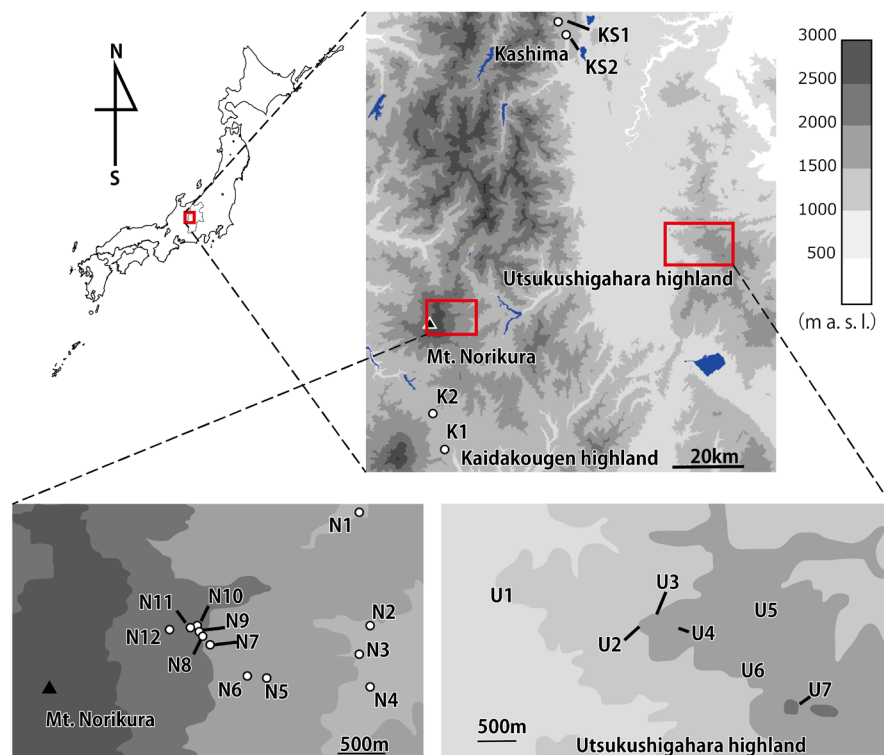 N
S
KS1
Kashima
KS2
Utsukushigahara highland
Mt. Norikura
K2
K1
Kaidakougen highland
20km
3000
2500
2000
1500
1000
500
(m a. s. l.)
N1
N10
N11
N9
N2
N12
N7
N8
N3
N6
N5
N4
Mt. Norikura
500m
U3
U1
U5
U4
U2
U6
U7
500m
Utsukushigahara highland